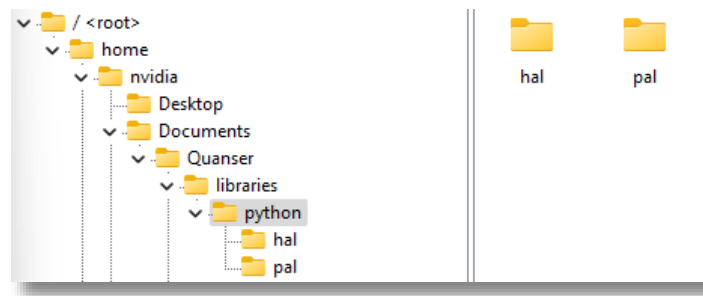 / <root>
home
nvidia
Desktop
Documents
Quanser
libraries
python
hal
pal
hal pal